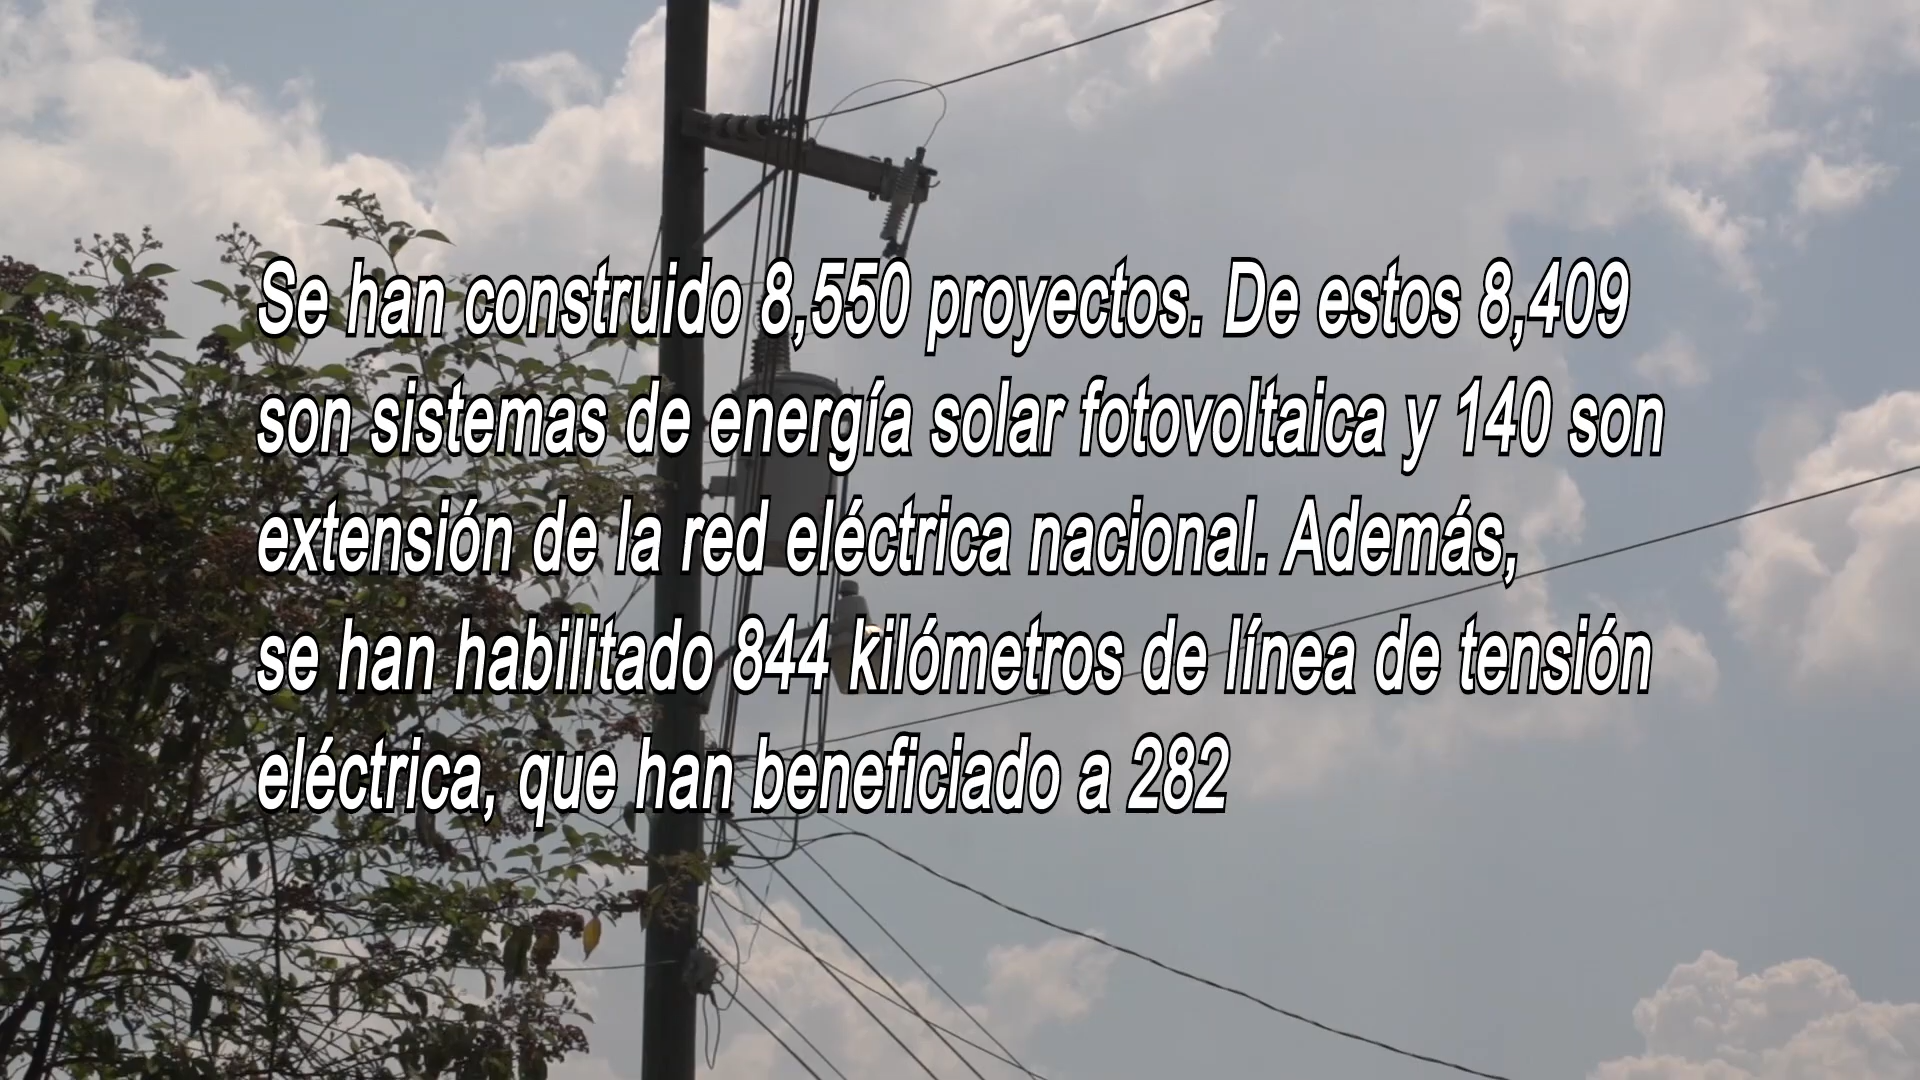 Se han construido 8,550 proyectos. De estos 8,409
son sistemas de energía solar fotovoltaica y 140 son
extensión de la red eléctrica nacional. Además,
se han habilitado 844 kilómetros de línea de tensión
eléctrica, que han beneficiado a 282